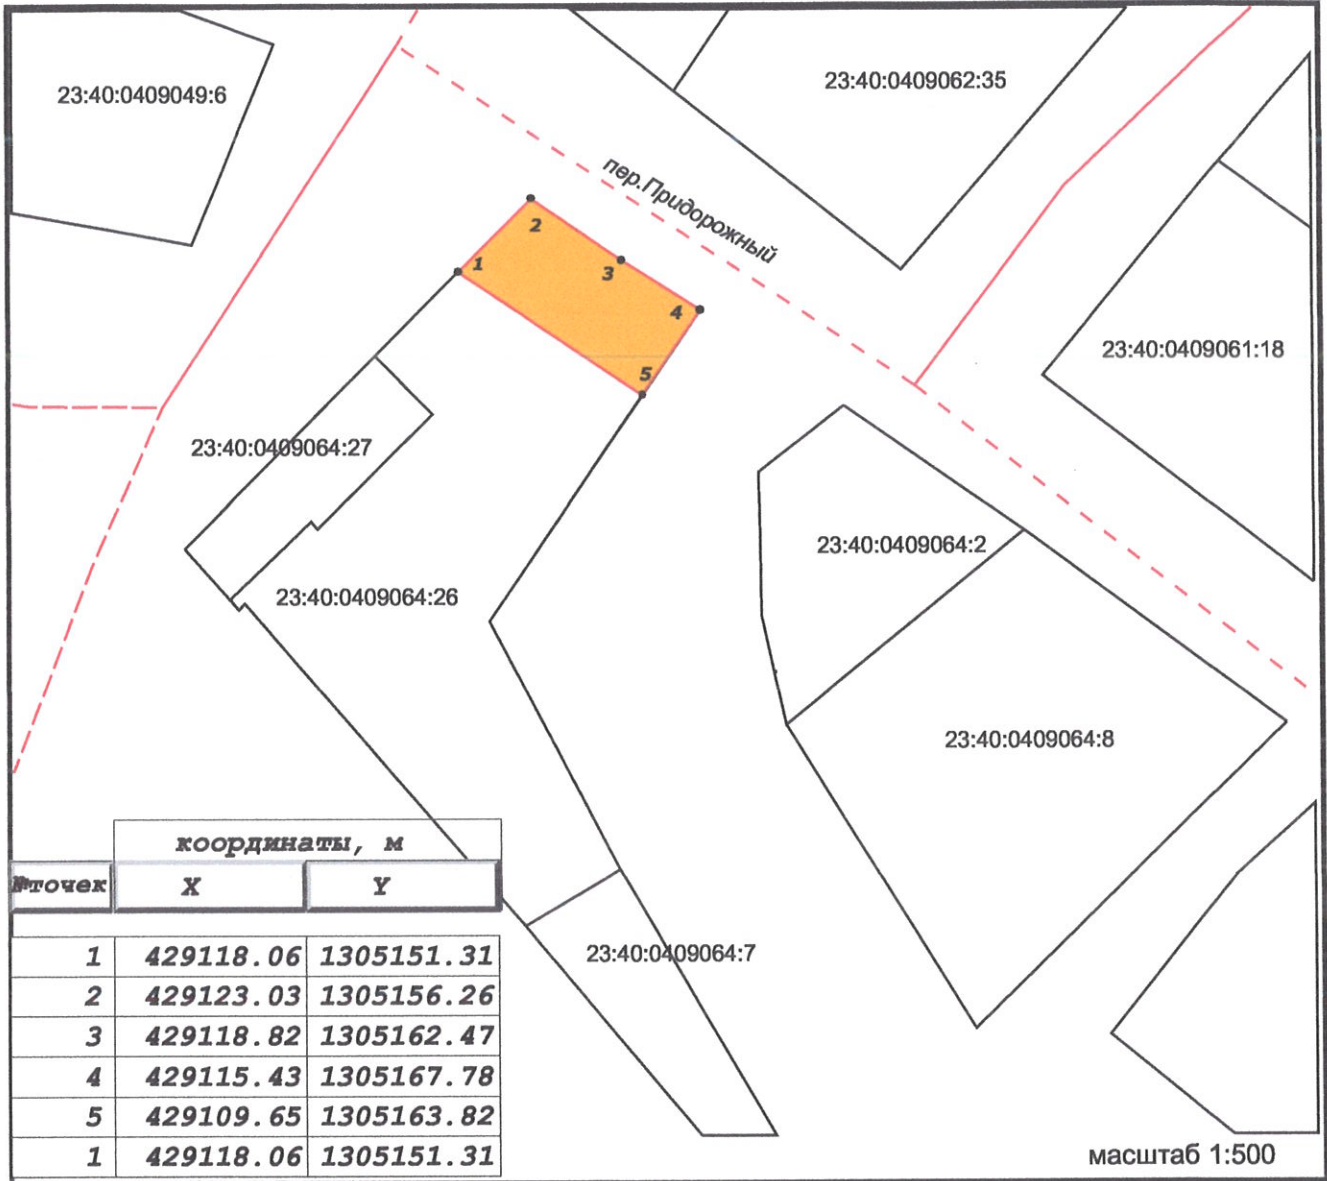 23:40:0409049:6
23:40:0409062:35
пер.Придорожный
2
1
3
4
5
23:40:0409061:18
23:40:0409064:27
23:40:0409064:2
23:40:0409064:26
23:40:0409064:8
23:40:0409064:7
координаты, м
№точек X Y
1 429118.06 1305151.31
2 429123.03 1305156.26
3 429118.82 1305162.47
4 429115.43 1305167.78
5 429109.65 1305163.82
1 429118.06 1305151.31
масштаб 1:500